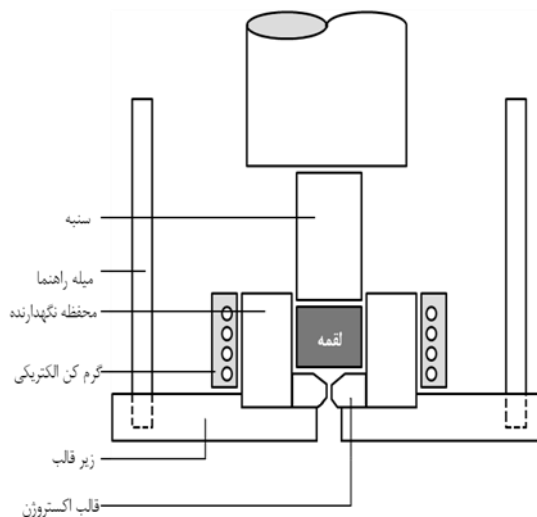 سنبه
میله راهنما
محفظه نگهدارنده
لقمه
گرم کن الکتریکی
زیر قالب
قالب اکستروژن